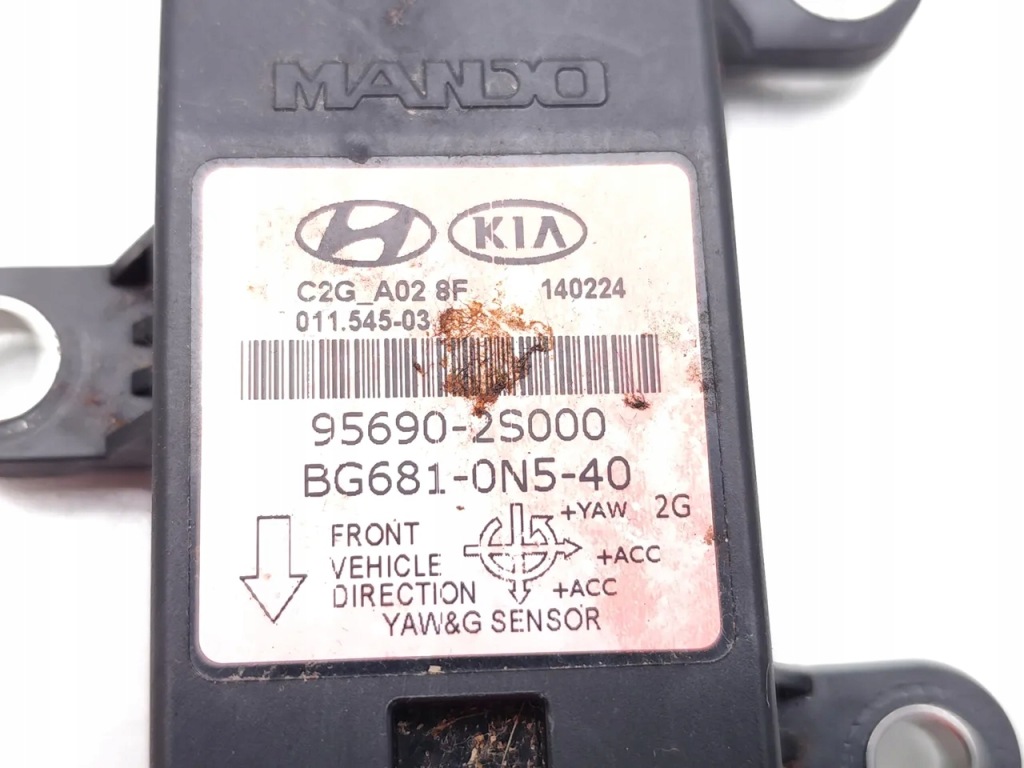 MANDO
KIA
C2G_A02 8F 140224
011.545-03
95690-2S000
BG681-0N5-40
+YAW 2G
FRONT
VEHICLE +ACC
DIRECTION +ACC
YAW&G SENSOR